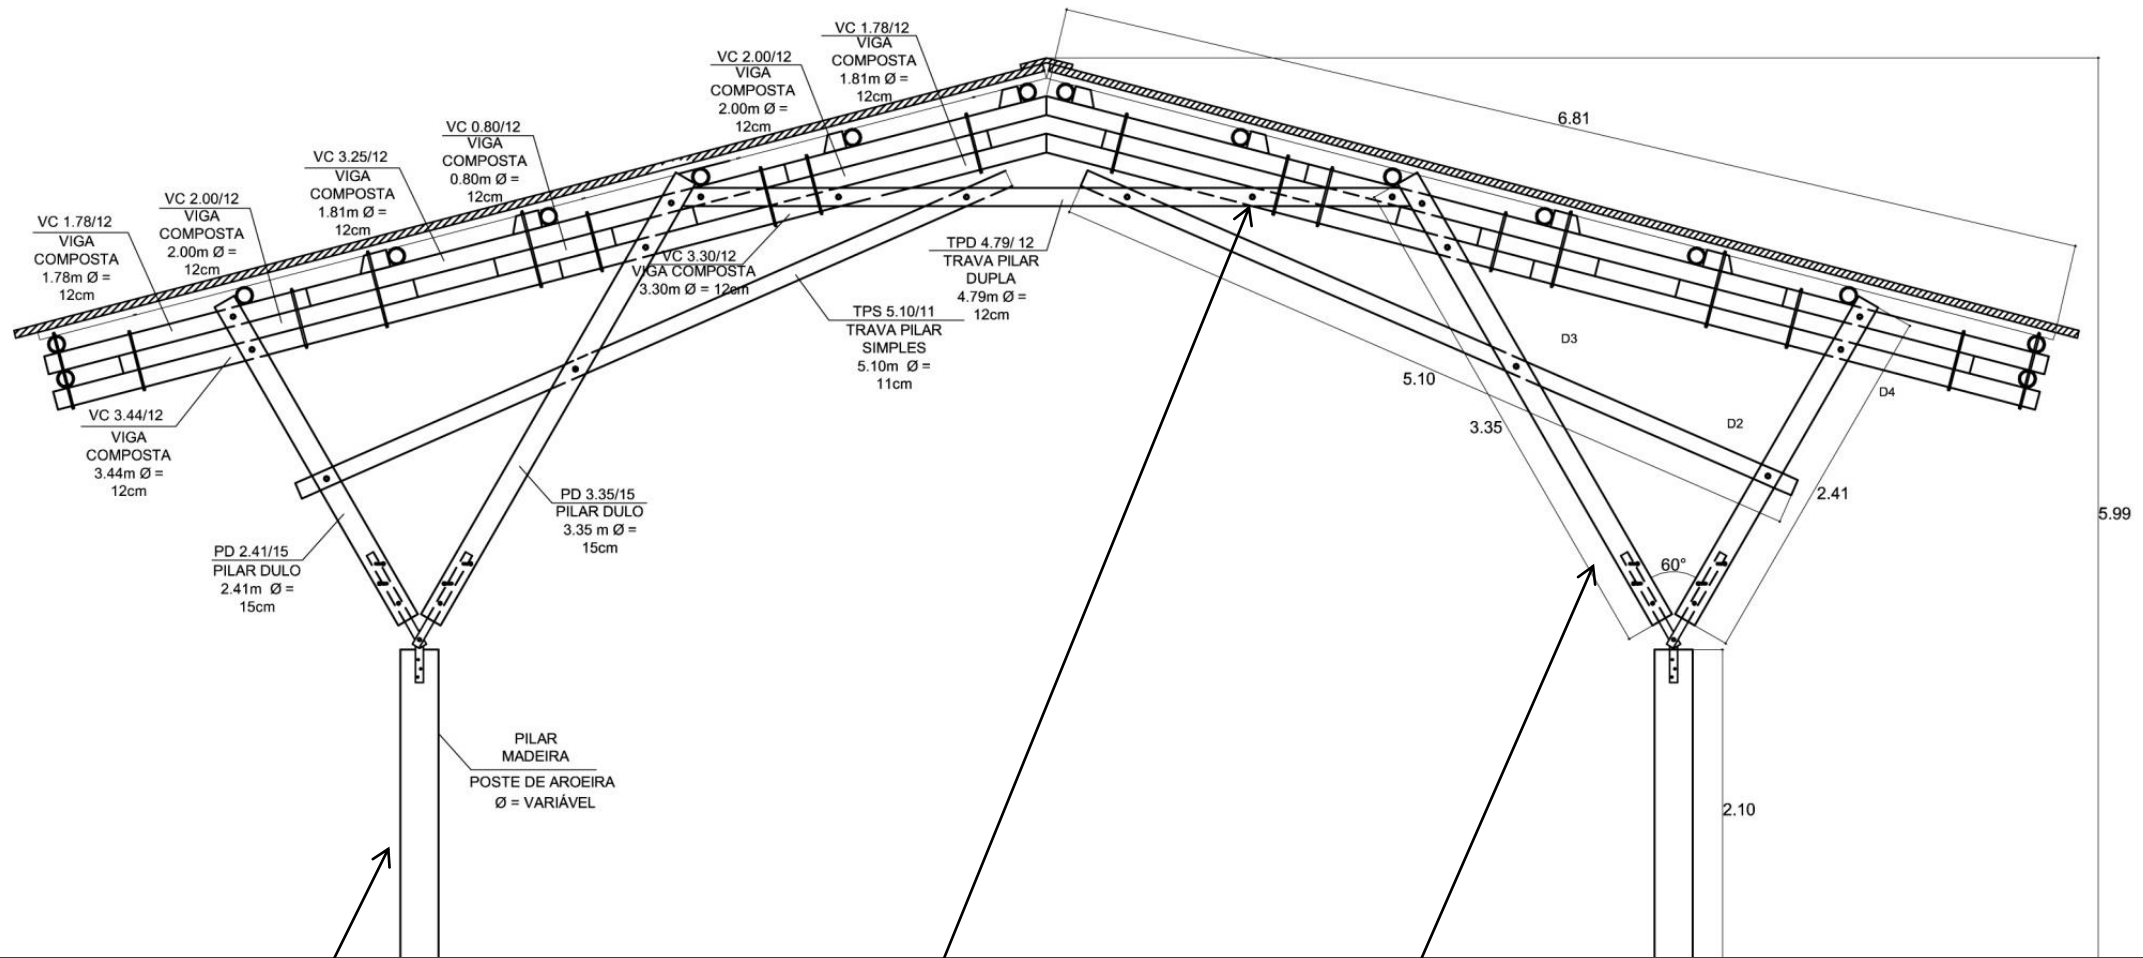 VC 1.78/12
VIGA
COMPOSTA
1.78m Ø =
12cm
VC 2.00/12
VIGA
COMPOSTA
2.00m Ø =
12cm
VC 3.25/12
VIGA
COMPOSTA
1.81m Ø =
12cm
VC 0.80/12
VIGA
COMPOSTA
0.80m Ø =
12cm
VC 2.00/12
VIGA
COMPOSTA
2.00m Ø =
12cm
VC 1.78/12
VIGA
COMPOSTA
1.81m Ø =
12cm
6.81
VC 3.30/12
VIGA COMPOSTA
3.30m Ø = 12cm
TPD 4.79/ 12
TRAVA PILAR
DUPLA
4.79m Ø =
12cm
TPS 5.10/11
TRAVA PILAR
SIMPLES
5.10m Ø =
11cm
VC 3.44/12
VIGA
COMPOSTA
3.44m Ø =
12cm
D3
5.10
D4
3.35
D2
PD 3.35/15
PILAR DULO
3.35 m Ø =
15cm
2.41
5.99
PD 2.41/15
PILAR DULO
2.41m Ø =
15cm
60°
PILAR
MADEIRA
POSTE DE AROEIRA
Ø = VARIÁVEL
2.10